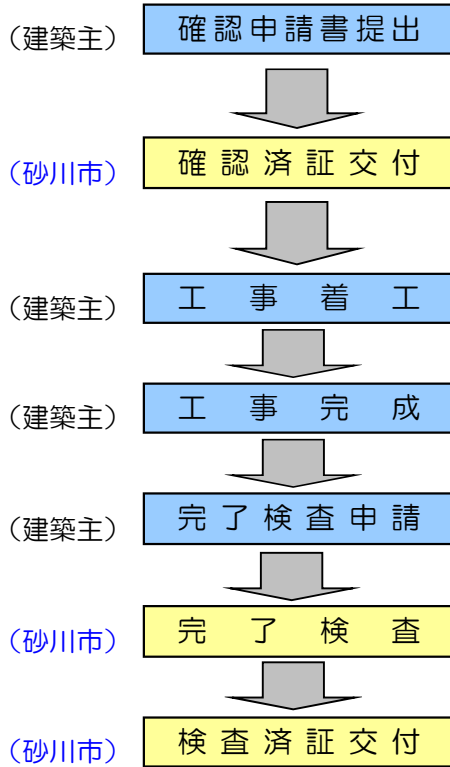 （建築主） 確認申請書提出
（砂川市） 確認済証交付
（建築主） 工事着工
（建築主） 工事完成
（建築主） 完了検査申請
（砂川市） 完了検査
（砂川市） 検査済証交付